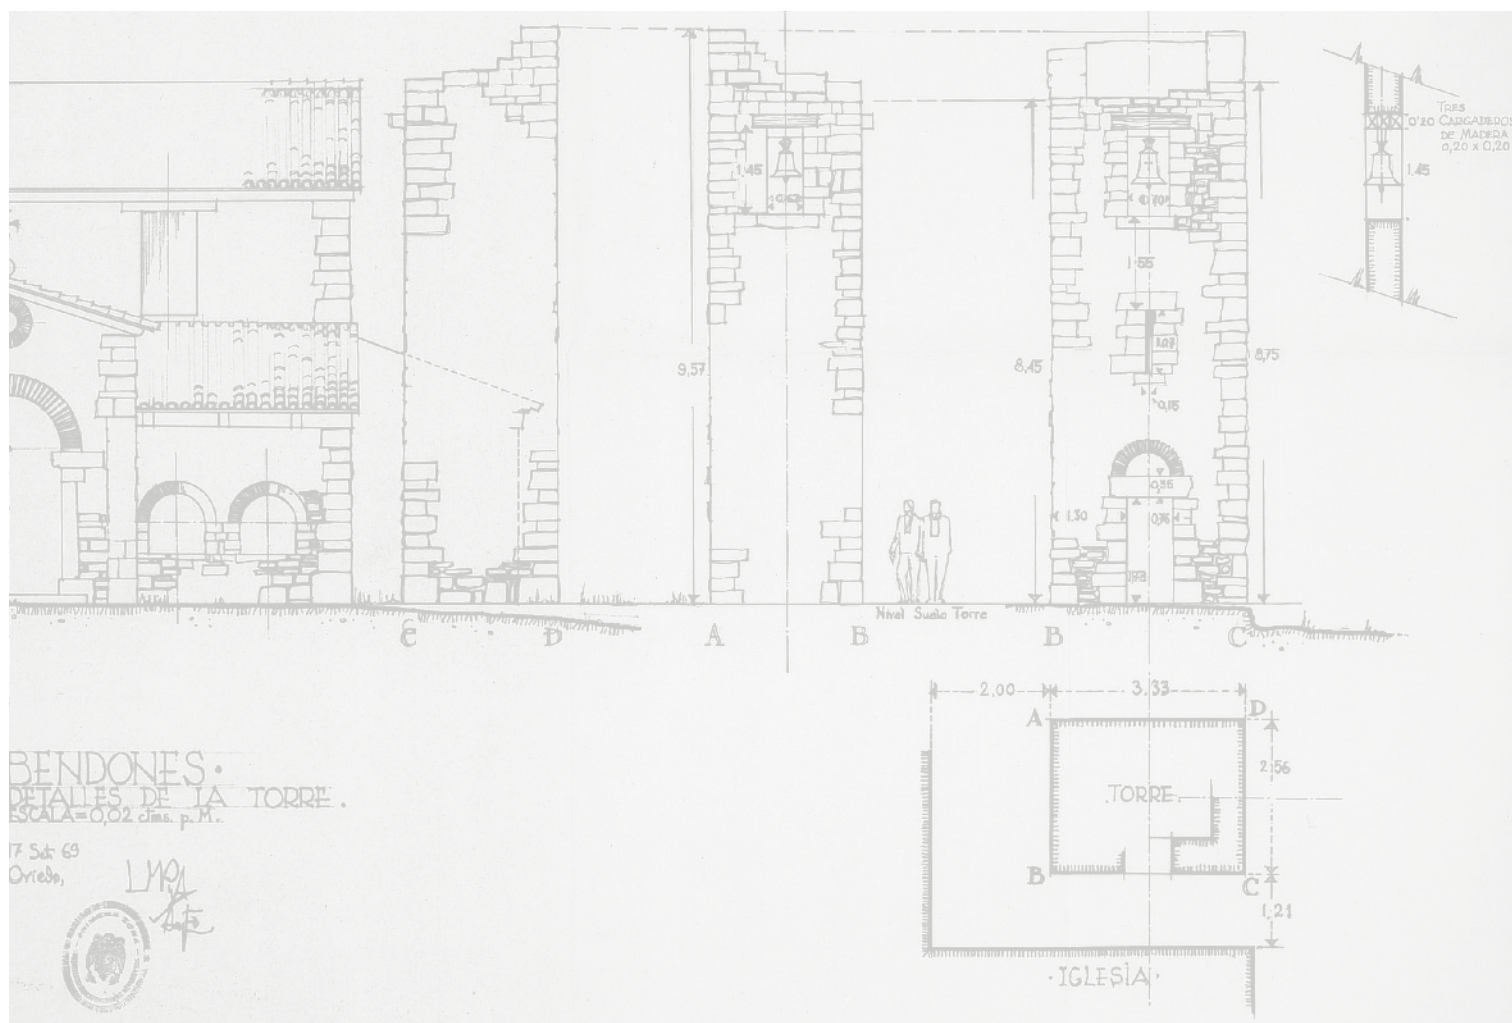 TRES
0'20 CARGADEROS
DE MADERA
0,20 x 0,20
1.45
1.45
0.62
0.70
1.55
9,57
8.45
1.07
8,75
0,15
0,35
1.30
0,76
Nivel Suelo Torre
C
D
A
B
B
C
2.00
3.33
A
D
2.56
TORRE.
B
C
1.21
·IGLESIA·
BENDONES·
DETALLES DE LA TORRE.
ESCALA=0,02 ctms. p. M.
17 Set 69
Oviedo,